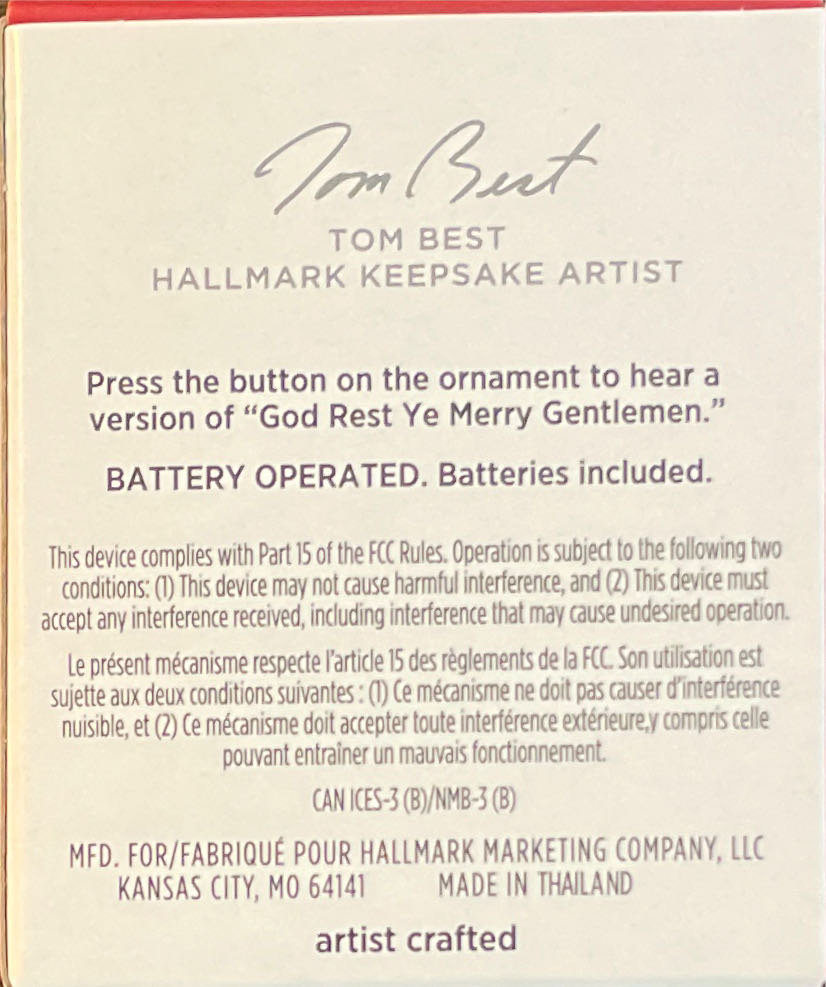 Tom Best
TOM BEST
HALLMARK KEEPSAKE ARTIST
Press the button on the ornament to hear a
version of “God Rest Ye Merry Gentlemen.”
BATTERY OPERATED. Batteries included.
This device complies with Part 15 of the FCC Rules. Operation is subject to the following two
conditions: (1) This device may not cause harmful interference, and (2) This device must
accept any interference received, including interference that may cause undesired operation.
Le présent mécanisme respecte l'article 15 des règlements de la FCC. Son utilisation est
sujette aux deux conditions suivantes : (1) Ce mécanisme ne doit pas causer d'interférence
nuisible, et (2) Ce mécanisme doit accepter toute interférence extérieure,y compris celle
pouvant entraîner un mauvais fonctionnement.
CAN ICES-3 (B)/NMB-3 (B)
MFD. FOR/FABRIQUÉ POUR HALLMARK MARKETING COMPANY, LLC
KANSAS CITY, MO 64141 MADE IN THAILAND
artist crafted